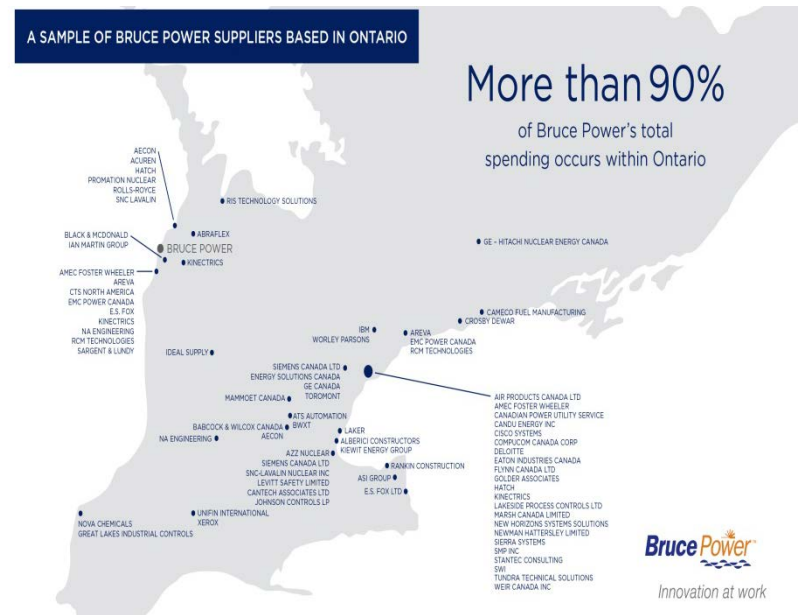 A SAMPLE OF BRUCE POWER SUPPLIERS BASED IN ONTARIO
More than 90%
of Bruce Power's total
spending occurs within Ontario
AECON
ACUREN
HATCH
PROMATION NUCLEAR
ROLLS-ROYCE
SNC LAVALIN
RIS TECHNOLOGY SOLUTIONS
BLACK & MCDONALD
IAN MARTIN GROUP
ABRAFLEX
BRUCE POWER
KINECTRICS
GE - HITACHI NUCLEAR ENERGY CANADA
AMEC FOSTER WHEELER
AREVA
CTS NORTH AMERICA
EMC POWER CANADA
E.S. FOX
KINECTRICS
NA ENGINEERING
RCM TECHNOLOGIES
SARGENT & LUNDY
CAMECO FUEL MANUFACTURING
CROSBY DEWAR
IBM
WORLEY PARSONS
AREVA
EMC POWER CANADA
RCM TECHNOLOGIES
IDEAL SUPPLY
SIEMENS CANADA LTD
ENERGY SOLUTIONS CANADA
GE CANADA
TOROMONT
MAMMOET CANADA
ATS AUTOMATION
BWXT
BABCOCK & WILCOX CANADA
AECON
NA ENGINEERING
LAKER
ALBERICI CONSTRUCTORS
KIEWIT ENERGY GROUP
AZZ NUCLEAR
SIEMENS CANADA LTD
SNC-LAVALIN NUCLEAR INC
LEVITT SAFETY LIMITED
CANTECH ASSOCIATES LTD
JOHNSON CONTROLS LP
RANKIN CONSTRUCTION
ASI GROUP
E.S. FOX LTD
NOVA CHEMICALS
GREAT LAKES INDUSTRIAL CONTROLS
UNIFIN INTERNATIONAL
XEROX
AIR PRODUCTS CANADA LTD
AMEC FOSTER WHEELER
CANADIAN POWER UTILITY SERVICE
CANDU ENERGY INC
CISCO SYSTEMS
COMPUCOM CANADA CORP
DELOITTE
EATON INDUSTRIES CANADA
FLYNN CANADA LTD
GOLDER ASSOCIATES
HATCH
KINECTRICS
LAKESIDE PROCESS CONTROLS LTD
MARSH CANADA LIMITED
NEW HORIZONS SYSTEMS SOLUTIONS
NEWMAN HATTERSLEY LIMITED
SIERRA SYSTEMS
SMP INC
STANTEC CONSULTING
SWI
TUNDRA TECHNICAL SOLUTIONS
WEIR CANADA INC
Bruce Power
Innovation at work